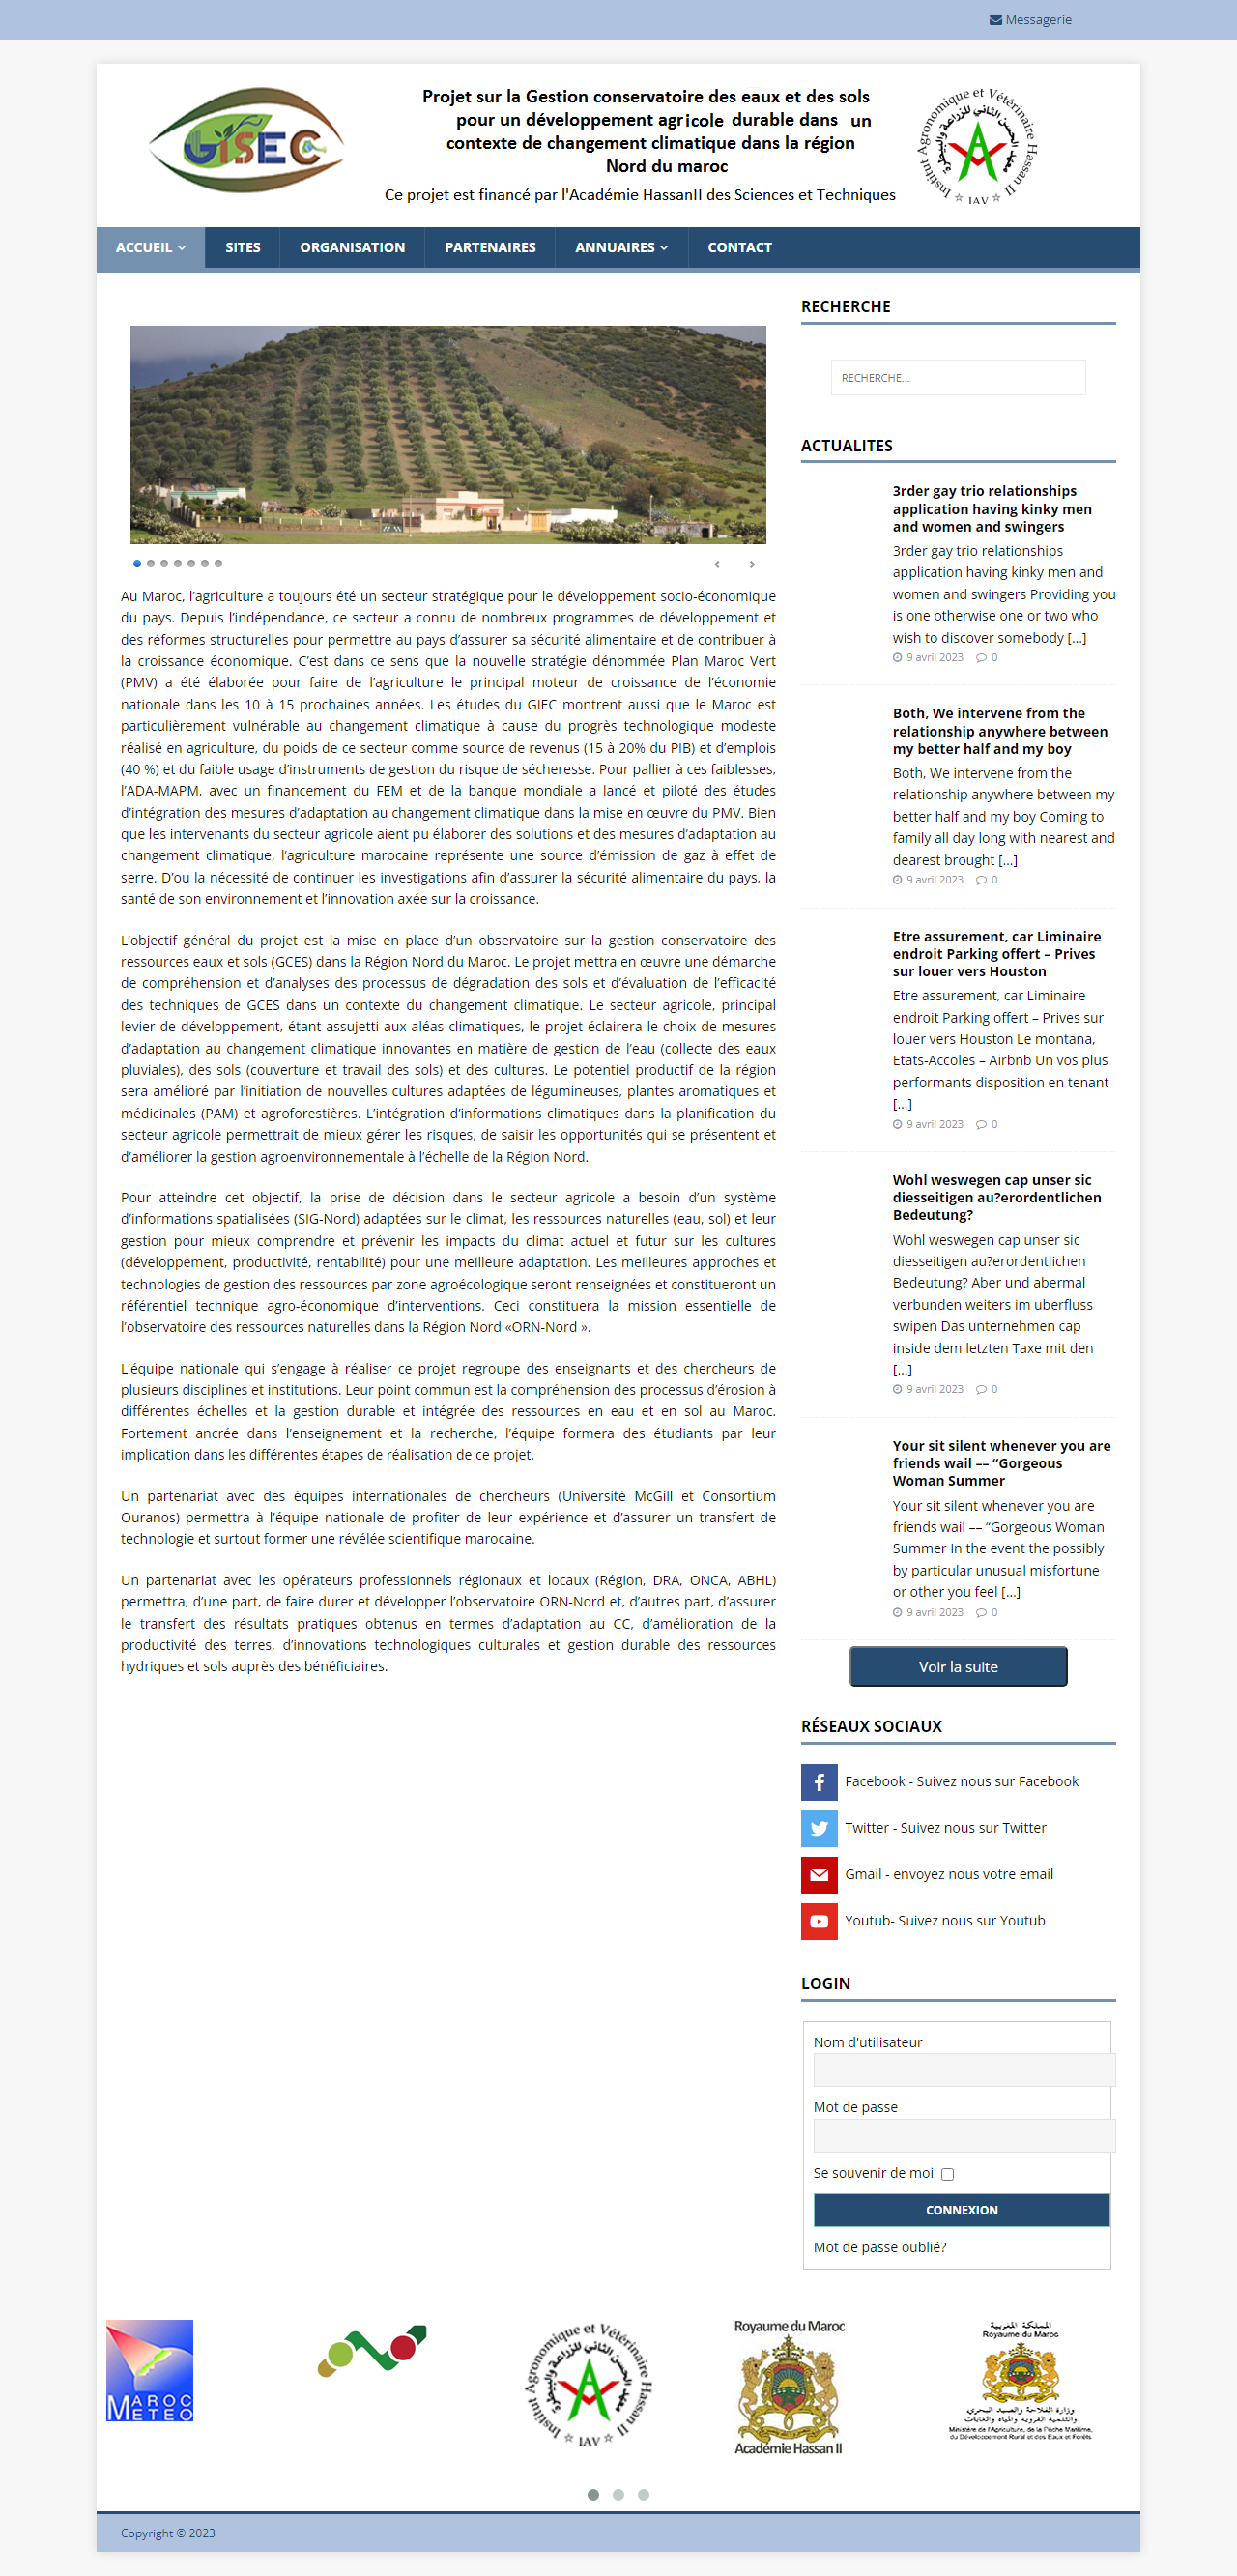 Messagerie
GISEC
Projet sur la Gestion conservatoire des eaux et des sols
pour un développement agricole durable dans un
contexte de changement climatique dans la région
Nord du maroc
Ce projet est financé par l'Académie HassanII des Sciences et Techniques
Institut Agronomique et Vétérinaire Hassan II
معهد الحسن الثاني للزراعة والبيطرة
☆ IAV ☆
ACCUEIL
SITES
ORGANISATION
PARTENAIRES
ANNUAIRES
CONTACT
Au Maroc, l’agriculture a toujours été un secteur stratégique pour le développement socio-économique
du pays. Depuis l’indépendance, ce secteur a connu de nombreux programmes de développement et
des réformes structurelles pour permettre au pays d’assurer sa sécurité alimentaire et de contribuer à
la croissance économique. C’est dans ce sens que la nouvelle stratégie dénommée Plan Maroc Vert
(PMV) a été élaborée pour faire de l’agriculture le principal moteur de croissance de l’économie
nationale dans les 10 à 15 prochaines années. Les études du GIEC montrent aussi que le Maroc est
particulièrement vulnérable au changement climatique à cause du progrès technologique modeste
réalisé en agriculture, du poids de ce secteur comme source de revenus (15 à 20% du PIB) et d’emplois
(40 %) et du faible usage d’instruments de gestion du risque de sécheresse. Pour pallier à ces faiblesses,
l’ADA-MAPM, avec un financement du FEM et de la banque mondiale a lancé et piloté des études
d’intégration des mesures d’adaptation au changement climatique dans la mise en œuvre du PMV. Bien
que les intervenants du secteur agricole aient pu élaborer des solutions et des mesures d’adaptation au
changement climatique, l’agriculture marocaine représente une source d’émission de gaz à effet de
serre. D’ou la nécessité de continuer les investigations afin d’assurer la sécurité alimentaire du pays, la
santé de son environnement et l’innovation axée sur la croissance.
L’objectif général du projet est la mise en place d’un observatoire sur la gestion conservatoire des
ressources eaux et sols (GCES) dans la Région Nord du Maroc. Le projet mettra en œuvre une démarche
de compréhension et d’analyses des processus de dégradation des sols et d’évaluation de l’efficacité
des techniques de GCES dans un contexte du changement climatique. Le secteur agricole, principal
levier de développement, étant assujetti aux aléas climatiques, le projet éclairera le choix de mesures
d’adaptation au changement climatique innovantes en matière de gestion de l’eau (collecte des eaux
pluviales), des sols (couverture et travail des sols) et des cultures. Le potentiel productif de la région
sera amélioré par l’initiation de nouvelles cultures adaptées de légumineuses, plantes aromatiques et
médicinales (PAM) et agroforestières. L’intégration d’informations climatiques dans la planification du
secteur agricole permettrait de mieux gérer les risques, de saisir les opportunités qui se présentent et
d’améliorer la gestion agroenvironnementale à l’échelle de la Région Nord.
Pour atteindre cet objectif, la prise de décision dans le secteur agricole a besoin d’un système
d’informations spatialisées (SIG-Nord) adaptées sur le climat, les ressources naturelles (eau, sol) et leur
gestion pour mieux comprendre et prévenir les impacts du climat actuel et futur sur les cultures
(développement, productivité, rentabilité) pour une meilleure adaptation. Les meilleures approches et
technologies de gestion des ressources par zone agroécologique seront renseignées et constitueront un
référentiel technique agro-économique d’interventions. Ceci constituera la mission essentielle de
l’observatoire des ressources naturelles dans la Région Nord «ORN-Nord ».
L’équipe nationale qui s’engage à réaliser ce projet regroupe des enseignants et des chercheurs de
plusieurs disciplines et institutions. Leur point commun est la compréhension des processus d’érosion à
différentes échelles et la gestion durable et intégrée des ressources en eau et en sol au Maroc.
Fortement ancrée dans l’enseignement et la recherche, l’équipe formera des étudiants par leur
implication dans les différentes étapes de réalisation de ce projet.
Un partenariat avec des équipes internationales de chercheurs (Université McGill et Consortium
Ouranos) permettra à l’équipe nationale de profiter de leur expérience et d’assurer un transfert de
technologie et surtout former une révélée scientifique marocaine.
Un partenariat avec les opérateurs professionnels régionaux et locaux (Région, DRA, ONCA, ABHL)
permettra, d’une part, de faire durer et développer l’observatoire ORN-Nord et, d’autres part, d’assurer
le transfert des résultats pratiques obtenus en termes d’adaptation au CC, d’amélioration de la
productivité des terres, d’innovations technologiques culturales et gestion durable des ressources
hydriques et sols auprès des bénéficiaires.
RECHERCHE
RECHERCHE...
ACTUALITES
3rder gay trio relationships
application having kinky men
and women and swingers
3rder gay trio relationships
application having kinky men and
women and swingers Providing you
is one otherwise one or two who
wish to discover somebody [...]
9 avril 2023 0
Both, We intervene from the
relationship anywhere between
my better half and my boy
Both, We intervene from the
relationship anywhere between my
better half and my boy Coming to
family all day long with nearest and
dearest brought [...]
9 avril 2023 0
Etre assurement, car Liminaire
endroit Parking offert – Prives
sur louer vers Houston
Etre assurement, car Liminaire
endroit Parking offert – Prives sur
louer vers Houston Le montana,
Etats-Accoles – Airbnb Un vos plus
performants disposition en tenant
[...]
9 avril 2023 0
Wohl weswegen cap unser sic
diesseitigen au?erordentlichen
Bedeutung?
Wohl weswegen cap unser sic
diesseitigen au?erordentlichen
Bedeutung? Aber und abermal
verbunden weiters im uberfluss
swipen Das unternehmen cap
inside dem letzten Taxe mit den
[...]
9 avril 2023 0
Your sit silent whenever you are
friends wail –– “Gorgeous
Woman Summer
Your sit silent whenever you are
friends wail –– “Gorgeous Woman
Summer In the event the possibly
by particular unusual misfortune
or other you feel [...]
9 avril 2023 0
Voir la suite
RÉSEAUX SOCIAUX
Facebook - Suivez nous sur Facebook
Twitter - Suivez nous sur Twitter
Gmail - envoyez nous votre email
Youtub- Suivez nous sur Youtub
LOGIN
Nom d'utilisateur
Mot de passe
Se souvenir de moi
CONNEXION
Mot de passe oublié?
MAROC
METEO
Institut Agronomique et Vétérinaire Hassan II
معهد الحسن الثاني للزراعة والبيطرة
☆ IAV ☆
Royaume du Maroc
Académie Hassan II
المملكة المغربية
Royaume du Maroc
وزارة الفلاحة والصيد البحري
والتنمية القروية والمياه والغابات
Ministère de l'Agriculture, de la Pêche Maritime,
du Développement Rural et des Eaux et Forêts.
Copyright © 2023